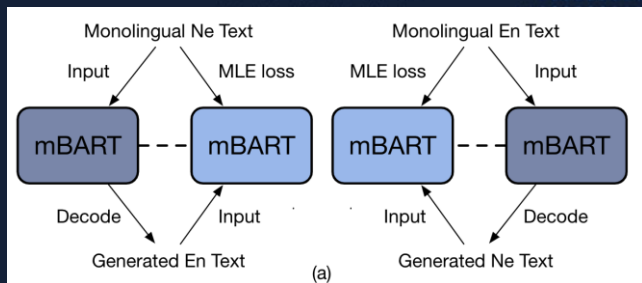 Monolingual Ne Text Monolingual En Text
Input MLE loss MLE loss Input
mBART mBART mBART mBART
Decode Input Input Decode
Generated En Text Generated Ne Text
(a)